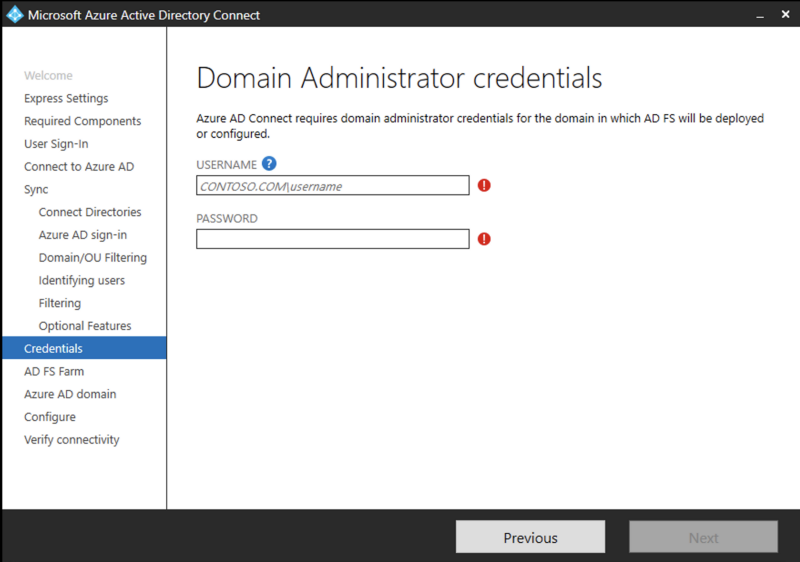 Microsoft Azure Active Directory Connect
Welcome
Express Settings
Required Components
User Sign-In
Connect to Azure AD
Sync
Connect Directories
Azure AD sign-in
Domain/OU Filtering
Identifying users
Filtering
Optional Features
Credentials
AD FS Farm
Azure AD domain
Configure
Verify connectivity
Domain Administrator credentials
Azure AD Connect requires domain administrator credentials for the domain in which AD FS will be deployed
or configured.
USERNAME ?
CONTOSO.COM\username !
PASSWORD
!
Previous
Next